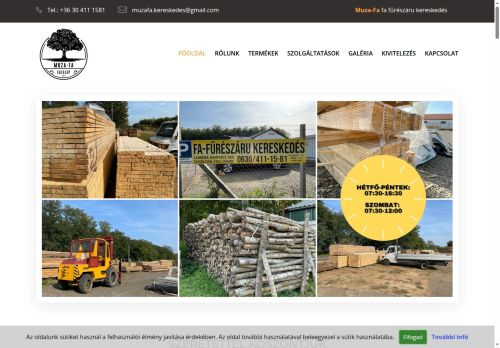 Tel.: +36 30 411 1581
muzafa.kereskedes@gmail.com
Muza-Fa fa fűrészáru kereskedés
MUZA-FA
FATELEP
FŐOLDAL RÓLUNK TERMÉKEK SZOLGÁLTATÁSOK GALÉRIA KIVITELEZÉS KAPCSOLAT
FA-FŰRÉSZÁRU KERESKEDÉS
0630/411-15-81
HÉTFŐ-PÉNTEK:
07:30-16:30
SZOMBAT:
07:30-12:00
Az oldalunk sütiket használ a felhasználói élmény javítása érdekében. Az oldal további használatával beleegyezel a sütik használatába. Elfogad További infó